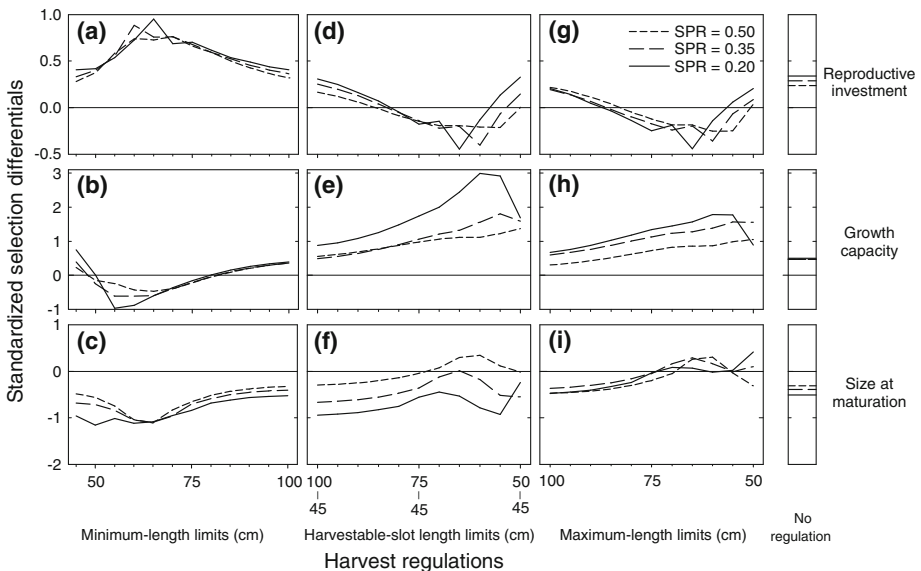 Standardized selection differentials
(a)
(d)
(g)
SPR = 0.50
SPR = 0.35
SPR = 0.20
1.0
0.5
0.0
-0.5
Reproductive
investment
(b)
(e)
(h)
3
2
1
0
-1
Growth
capacity
(c)
(f)
(i)
1
0
-1
-2
Size at
maturation
50 75 100
100 75 50
45 45 45
100 75 50
Minimum-length limits (cm)
Harvestable-slot length limits (cm)
Maximum-length limits (cm)
No
regulation
Harvest regulations